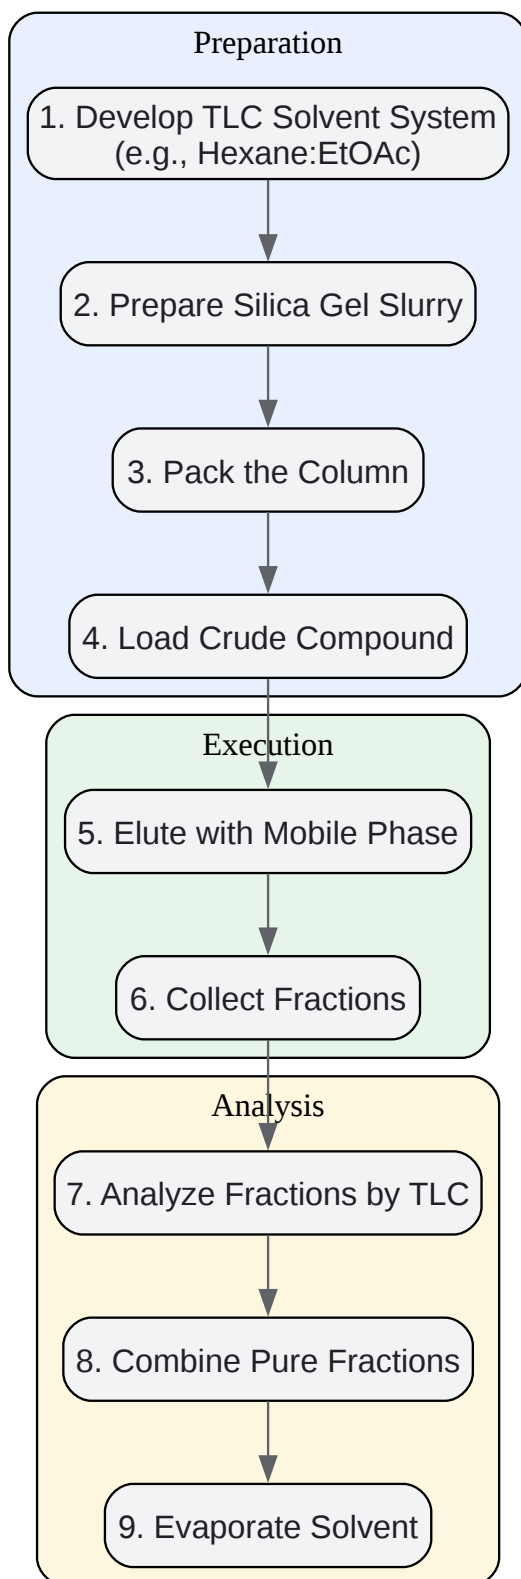 Preparation
1. Develop TLC Solvent System
(e.g., Hexane:EtOAc)
2. Prepare Silica Gel Slurry
3. Pack the Column
4. Load Crude Compound
Execution
5. Elute with Mobile Phase
6. Collect Fractions
Analysis
7. Analyze Fractions by TLC
8. Combine Pure Fractions
9. Evaporate Solvent